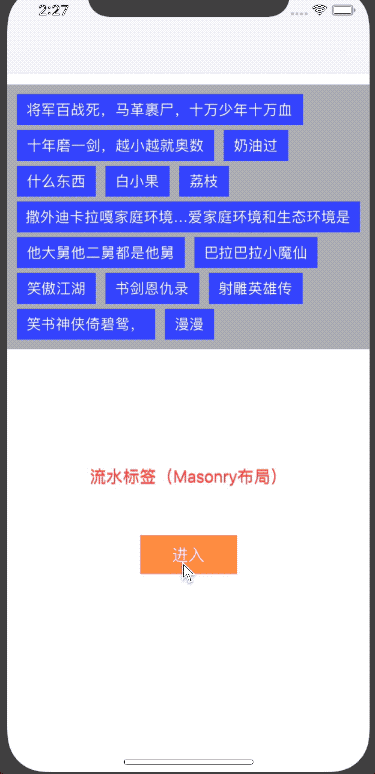 2:27
将军百战死，马革裹尸，十万少年十万血
十年磨一剑，越小越就奥数 奶油过
什么东西 白小果 荔枝
撒外迪卡拉嘎家庭环境...爱家庭环境和生态环境是
他大舅他二舅都是他舅 巴拉巴拉小魔仙
笑傲江湖 书剑恩仇录 射雕英雄传
笑书神侠倚碧鸳， 漫漫
流水标签（Masonry布局）
进入